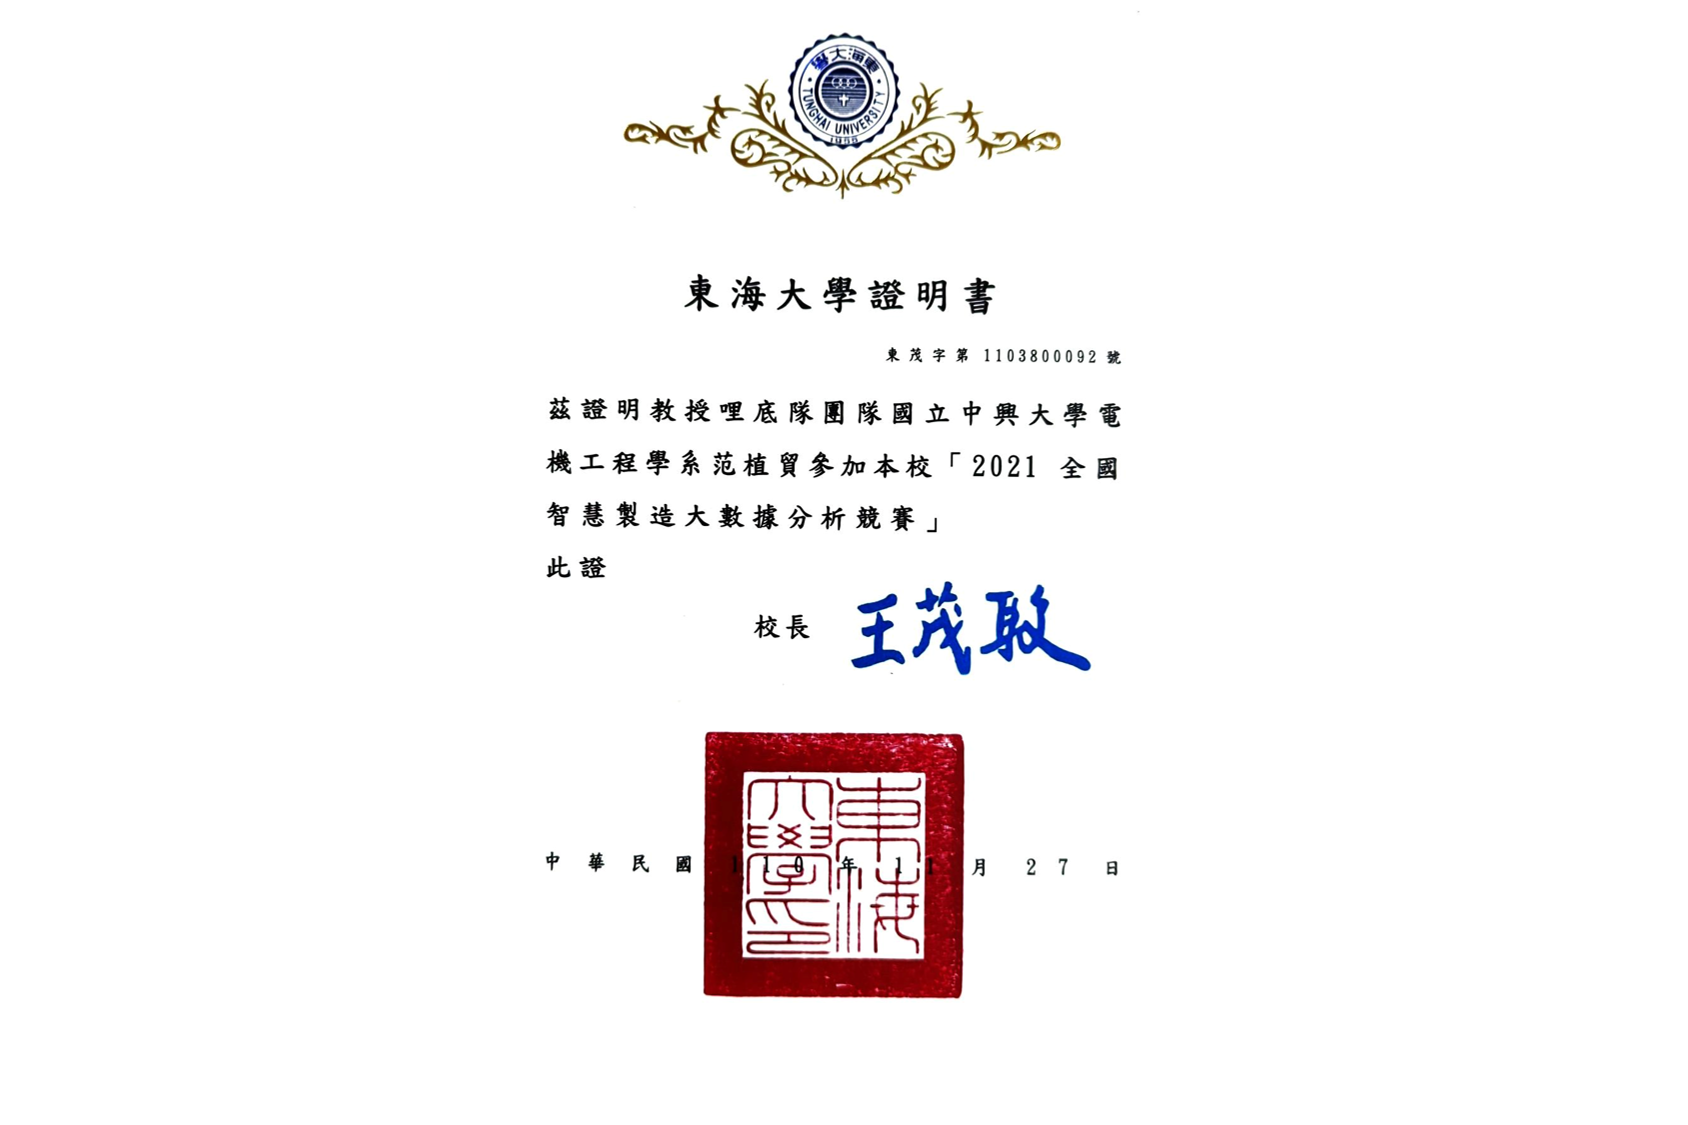 東海大學
TUNGHAI UNIVERSITY
1955
東海大學證明書
東茂字第 1103800092 號
茲證明教授哩底隊團隊國立中興大學電
機工程學系范植貿參加本校「2021 全國
智慧製造大數據分析競賽」
此證
校長 王茂駿
東海大學印
中華民國 110 年 11 月 27 日